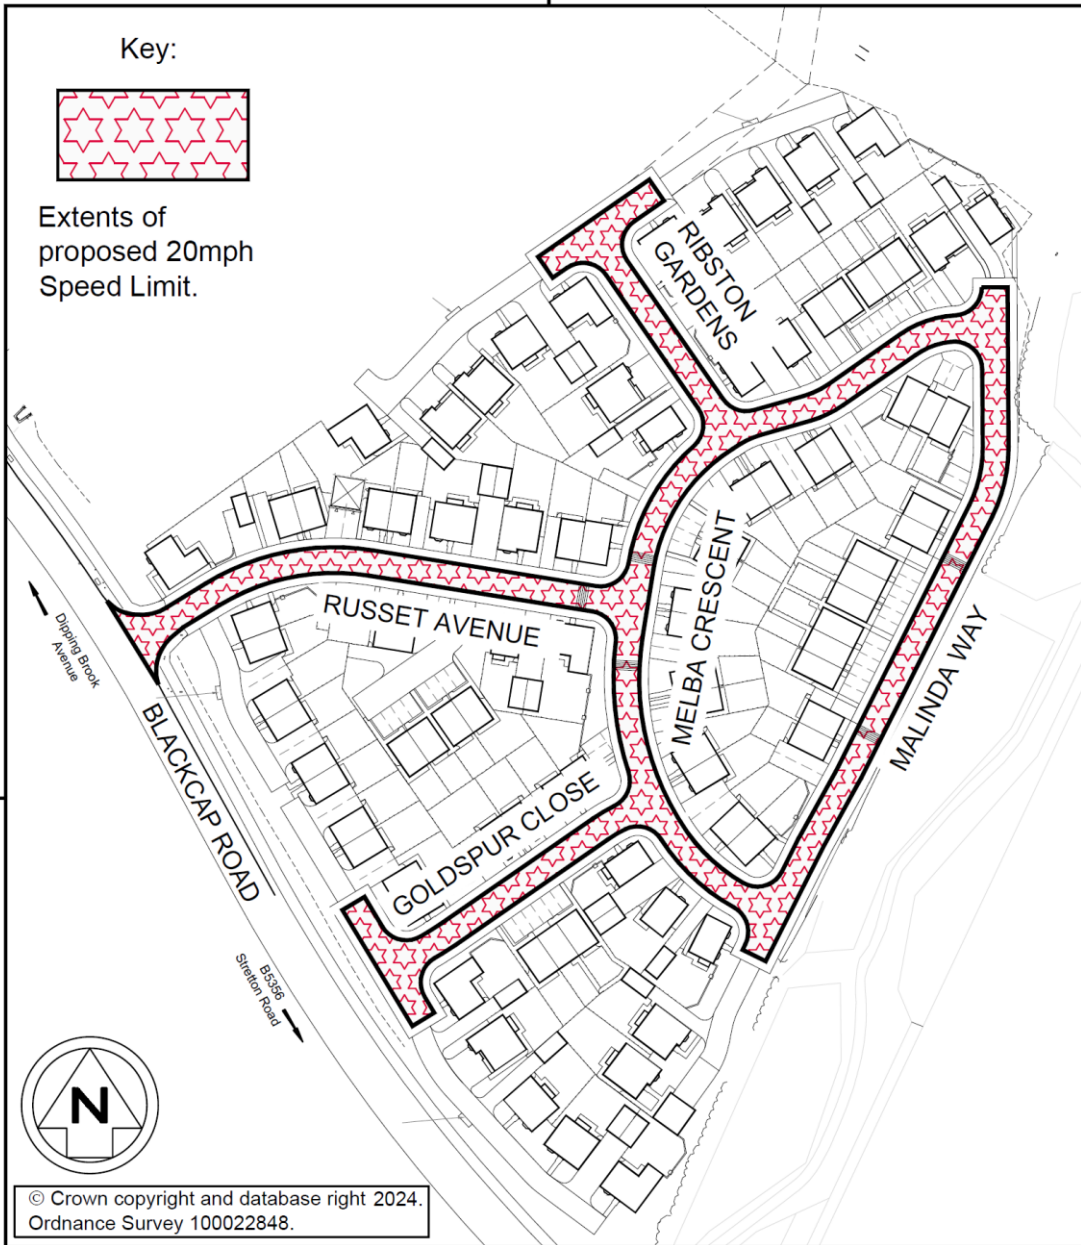 Key:
Extents of
proposed 20mph
Speed Limit.
RIBSTON
GARDENS
RUSSET AVENUE
MELBA CRESCENT
MALINDA WAY
Dipping Brook
Avenue
BLACKCAP ROAD
GOLDSPUR CLOSE
B5356
Stretton Road
N
© Crown copyright and database right 2024.
Ordnance Survey 100022848.